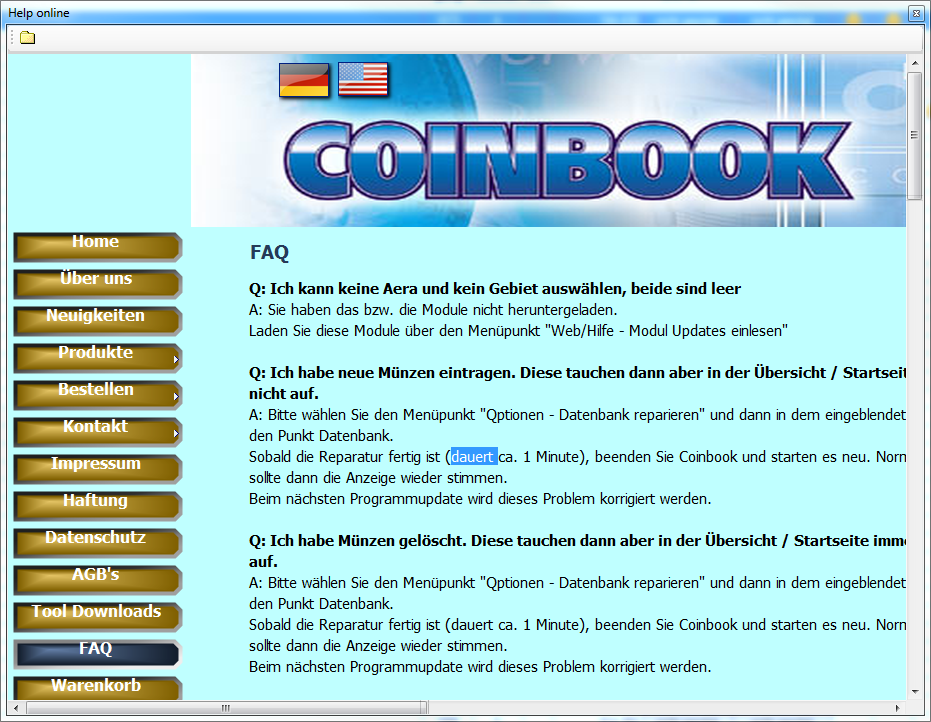 Help online
COINBOOK
Home
Über uns
Neuigkeiten
Produkte
Bestellen
Kontakt
Impressum
Haftung
Datenschutz
AGB's
Tool Downloads
FAQ
Warenkorb
FAQ
Q: Ich kann keine Aera und kein Gebiet auswählen, beide sind leer
A: Sie haben das bzw. die Module nicht heruntergeladen.
Laden Sie diese Module über den Menüpunkt "Web/Hilfe - Modul Updates einlesen"
Q: Ich habe neue Münzen eintragen. Diese tauchen dann aber in der Übersicht / Startseit
nicht auf.
A: Bitte wählen Sie den Menüpunkt "Qptionen - Datenbank reparieren" und dann in dem eingeblendet
den Punkt Datenbank.
Sobald die Reparatur fertig ist (dauert ca. 1 Minute), beenden Sie Coinbook und starten es neu. Norm
sollte dann die Anzeige wieder stimmen.
Beim nächsten Programmupdate wird dieses Problem korrigiert werden.
Q: Ich habe Münzen gelöscht. Diese tauchen dann aber in der Übersicht / Startseite imme
auf.
A: Bitte wählen Sie den Menüpunkt "Qptionen - Datenbank reparieren" und dann in dem eingeblendet
den Punkt Datenbank.
Sobald die Reparatur fertig ist (dauert ca. 1 Minute), beenden Sie Coinbook und starten es neu. Norm
sollte dann die Anzeige wieder stimmen.
Beim nächsten Programmupdate wird dieses Problem korrigiert werden.